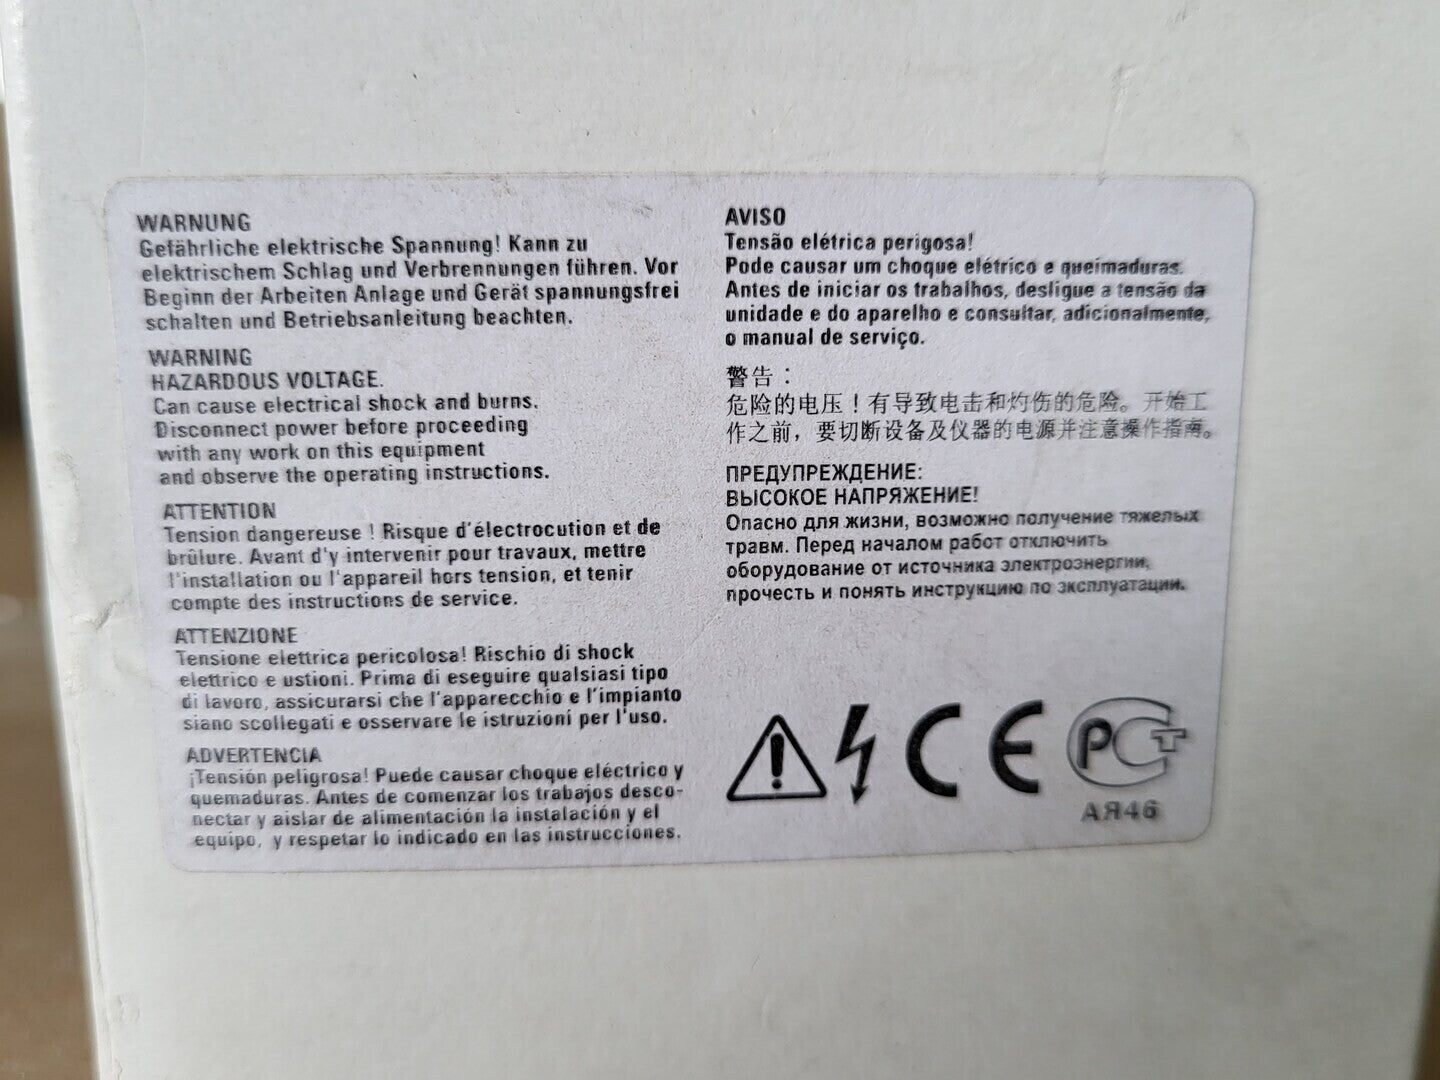 WARNUNG
Gefährliche elektrische Spannung! Kann zu
elektrischem Schlag und Verbrennungen führen. Vor
Beginn der Arbeiten Anlage und Gerät spannungsfrei
schalten und Betriebsanleitung beachten.
WARNING
HAZARDOUS VOLTAGE.
Can cause electrical shock and burns.
Disconnect power before proceeding
with any work on this equipment
and observe the operating instructions.
ATTENTION
Tension dangereuse ! Risque d'électrocution et de
brûlure. Avant d'y intervenir pour travaux, mettre
l'installation ou l'appareil hors tension, et tenir
compte des instructions de service.
ATTENZIONE
Tensione elettrica pericolosa! Rischio di shock
elettrico e ustioni. Prima di eseguire qualsiasi tipo
di lavoro, assicurarsi che l'apparecchio e l'impianto
siano scollegati e osservare le istruzioni per l'uso.
ADVERTENCIA
¡Tensión peligrosa! Puede causar choque eléctrico y
quemaduras. Antes de comenzar los trabajos desco-
nectar y aislar de alimentación la instalación y el
equipo, y respetar lo indicado en las instrucciones.
AVISO
Tensão elétrica perigosa!
Pode causar um choque elétrico e queimaduras.
Antes de iniciar os trabalhos, desligue a tensão da
unidade e do aparelho e consultar, adicionalmente,
o manual de serviço.
警告：
危险的电压！有导致电击和灼伤的危险。开始工
作之前，要切断设备及仪器的电源并注意操作指南。
ПРЕДУПРЕЖДЕНИЕ:
ВЫСОКОЕ НАПРЯЖЕНИЕ!
Опасно для жизни, возможно получение тяжелых
травм. Перед началом работ отключить
оборудование от источника электроэнергии,
прочесть и понять инструкцию по эксплуатации.
CE РСТ
АЯ46